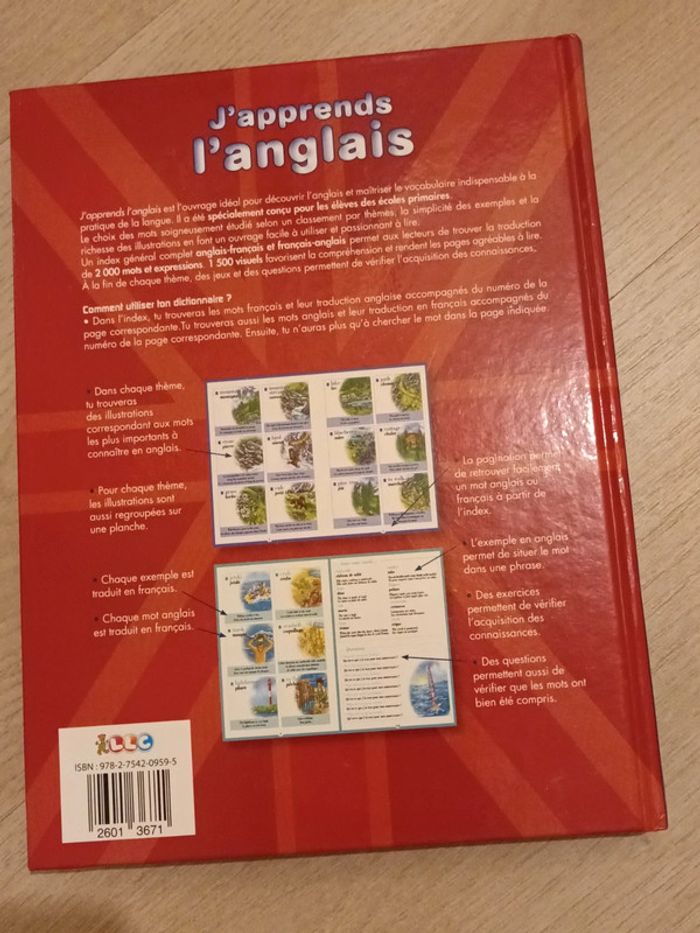 J'apprends
l'anglais
J'apprends l'anglais est l'ouvrage idéal pour découvrir l'anglais et maîtriser le vocabulaire indispensable à la
pratique de la langue. Il a été spécialement conçu pour les élèves des écoles primaires.
Le choix des mots soigneusement étudié selon un classement par thèmes, la simplicité des exemples et la
richesse des illustrations en font un ouvrage facile à utiliser et passionnant à lire.
Un index général complet anglais-français et français-anglais permet aux lecteurs de trouver la traduction
de 2 000 mots et expressions. 1 500 visuels favorisent la compréhension et rendent les pages agréables à lire.
À la fin de chaque thème, des jeux et des questions permettent de vérifier l'acquisition des connaissances.
Comment utiliser ton dictionnaire ?
• Dans l'index, tu trouveras les mots français et leur traduction anglaise accompagnés du numéro de la
page correspondante.Tu trouveras aussi les mots anglais et leur traduction en français accompagnés du
numéro de la page correspondante. Ensuite, tu n'auras plus qu'à chercher le mot dans la page indiquée.
• Dans chaque thème,
tu trouveras
des illustrations
correspondant aux mots
les plus importants à
connaître en anglais.
• Pour chaque thème,
les illustrations sont
aussi regroupées sur
une planche.
• Chaque exemple est
traduit en français.
• Chaque mot anglais
est traduit en français.
La pagination permet
de retrouver facilement
un mot anglais ou
français à partir de
l'index.
• L'exemple en anglais
permet de situer le mot
dans une phrase.
• Des exercices
permettent de vérifier
l'acquisition des
connaissances.
• Des questions
permettent aussi de
vérifier que les mots ont
bien été compris.
LLC
ISBN : 978-2-7542-0959-5
2601 3671